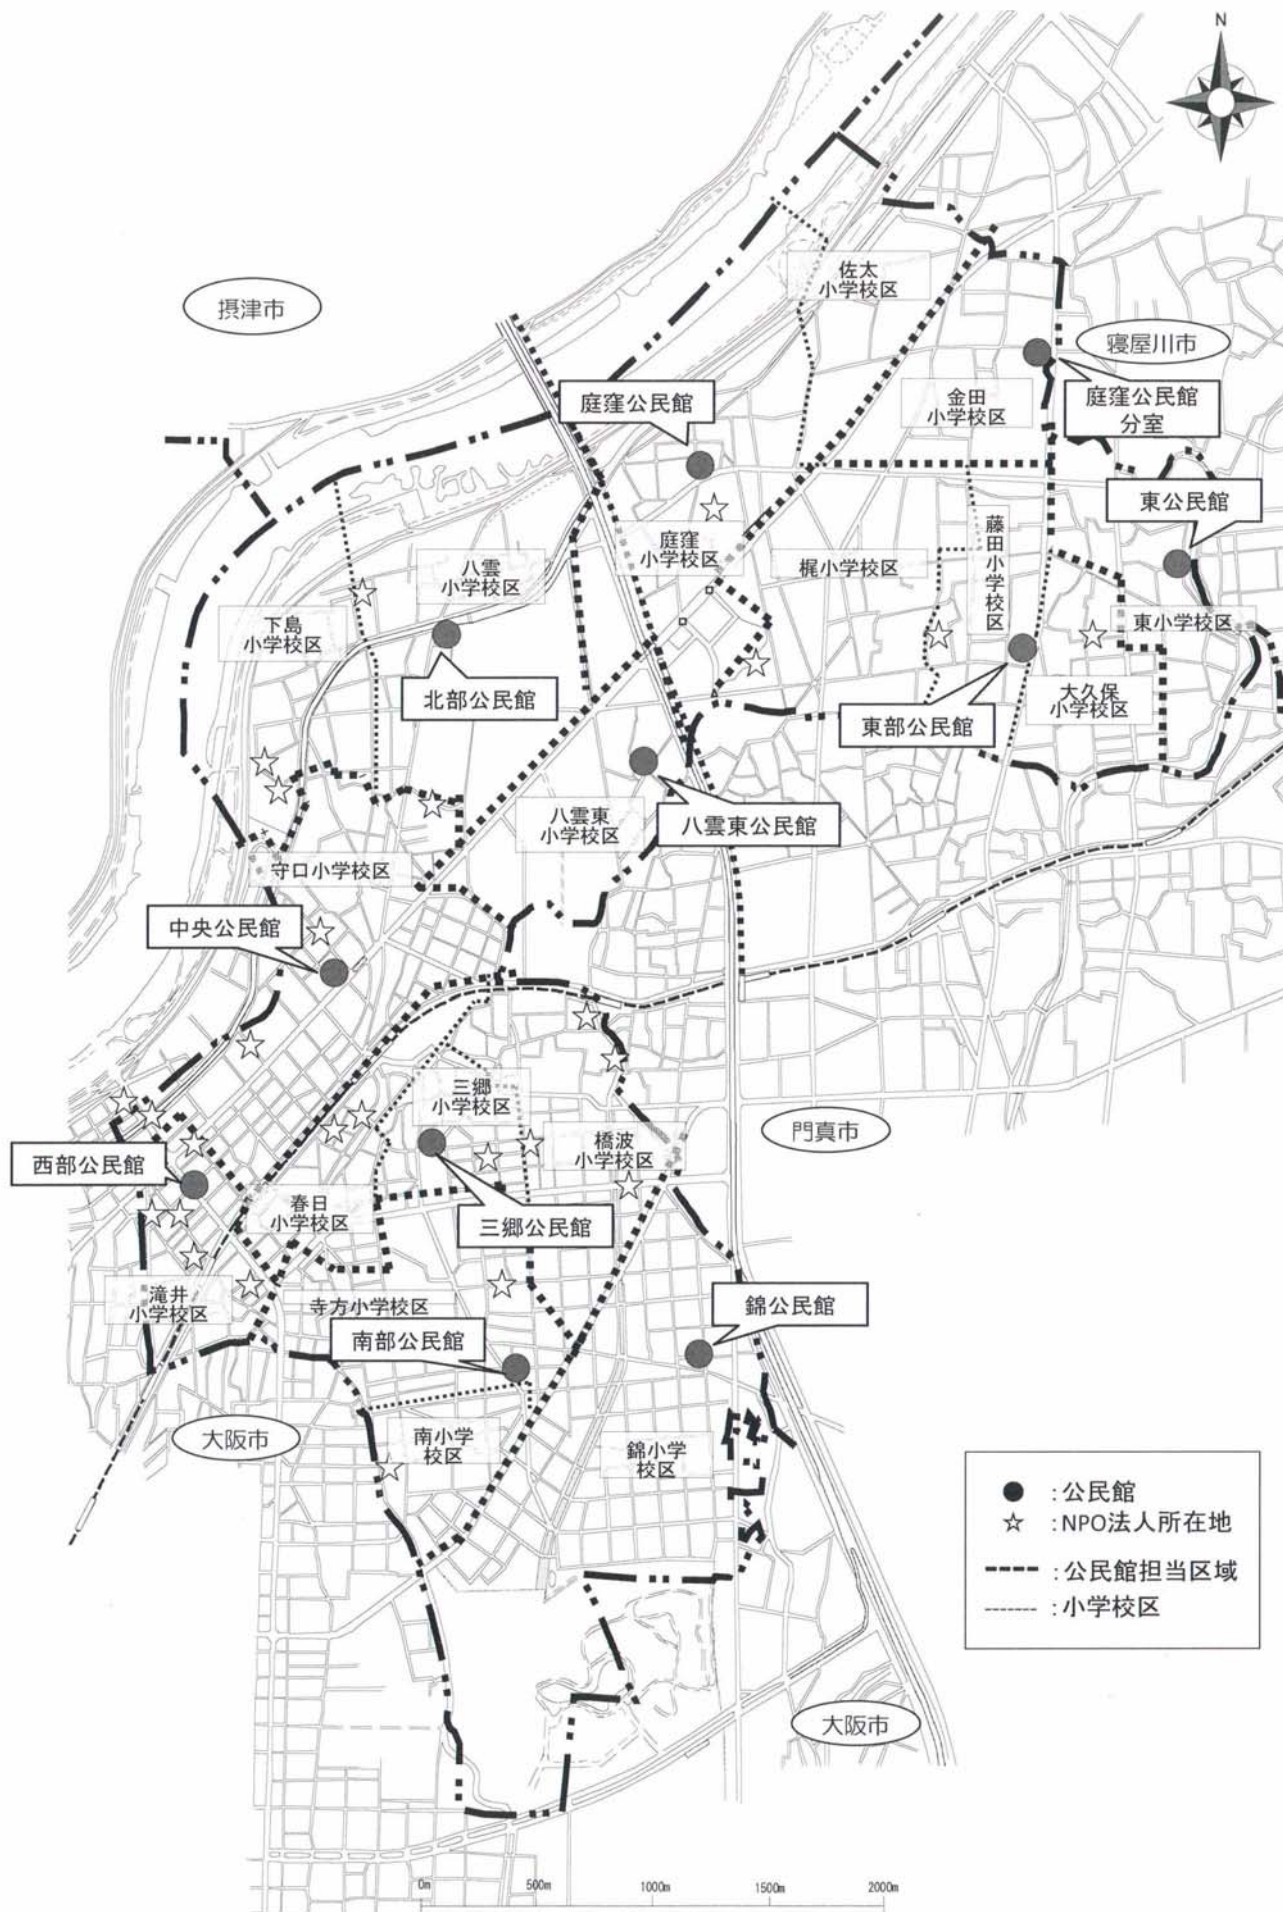 N
佐太
小学校区
摂津市
寝屋川市
庭窪公民館
金田
小学校区
庭窪公民館
分室
東公民館
庭窪
小学校区
藤田小学校区
八雲
小学校区
梶小学校区
下島
小学校区
東小学校区
北部公民館
大久保
小学校区
東部公民館
八雲東
小学校区
八雲東公民館
守口小学校区
中央公民館
三郷
小学校区
門真市
橋波
小学校区
西部公民館
春日
小学校区
三郷公民館
滝井
小学校区
寺方小学校区
錦公民館
南部公民館
大阪市
南小学
校区
錦小学
校区
:公民館
:NPO法人所在地
:公民館担当区域
:小学校区
大阪市
0m 500m 1000m 1500m 2000m